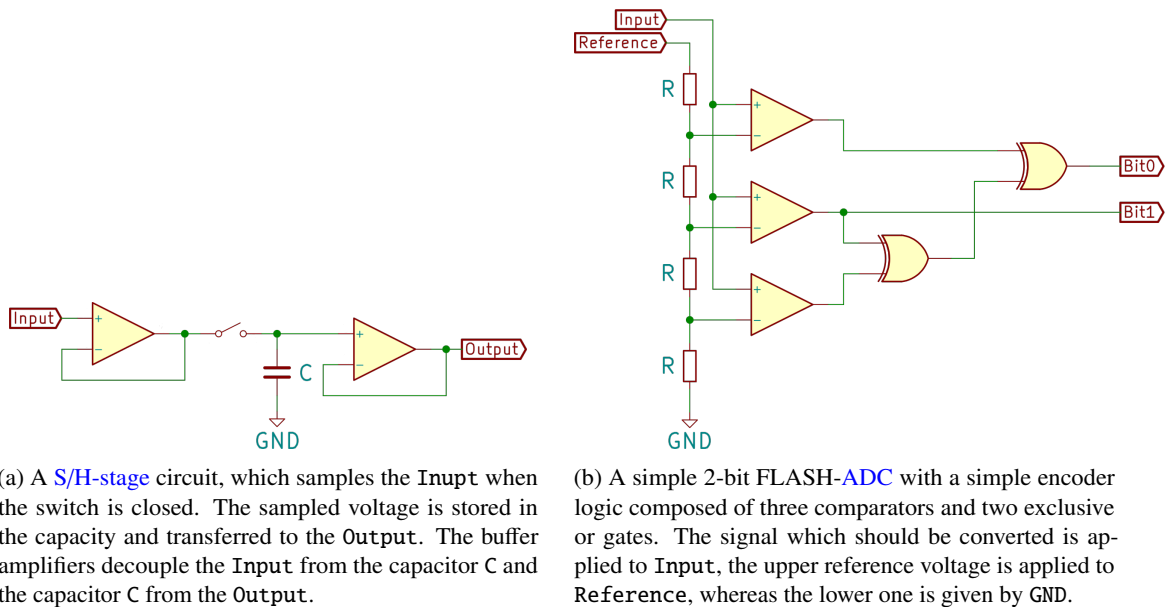 Input
Reference
R
+
−
Bit0
R
+
−
Bit1
R
+
−
R
GND
Input
+
−
+
−
Output
C
GND
(a) A S/H-stage circuit, which samples the Inupt when
the switch is closed. The sampled voltage is stored in
the capacity and transferred to the Output. The buffer
amplifiers decouple the Input from the capacitor C and
the capacitor C from the Output.
(b) A simple 2-bit FLASH-ADC with a simple encoder
logic composed of three comparators and two exclusive
or gates. The signal which should be converted is ap-
plied to Input, the upper reference voltage is applied to
Reference, whereas the lower one is given by GND.